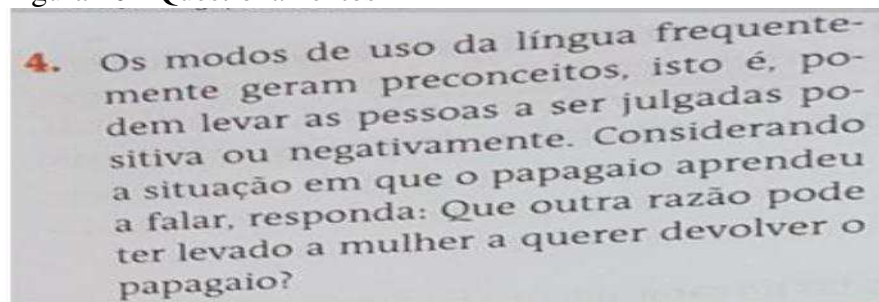 4. Os modos de uso da língua frequente-
mente geram preconceitos, isto é, po-
dem levar as pessoas a ser julgadas po-
sitiva ou negativamente. Considerando
a situação em que o papagaio aprendeu
a falar, responda: Que outra razão pode
ter levado a mulher a querer devolver o
papagaio?